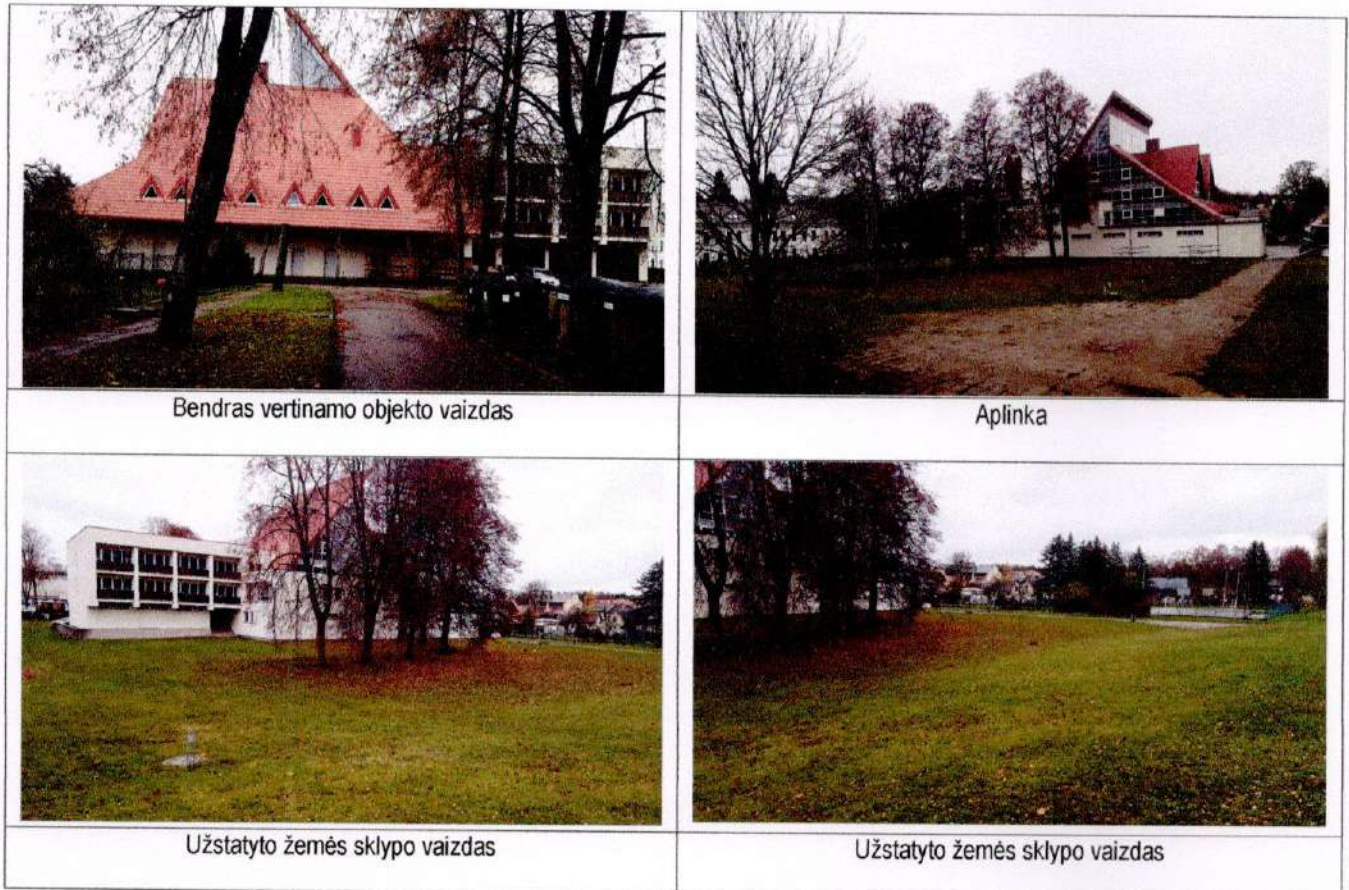 Bendras vertinamo objekto vaizdas
Aplinka
Užstatyto žemės sklypo vaizdas
Užstatyto žemės sklypo vaizdas